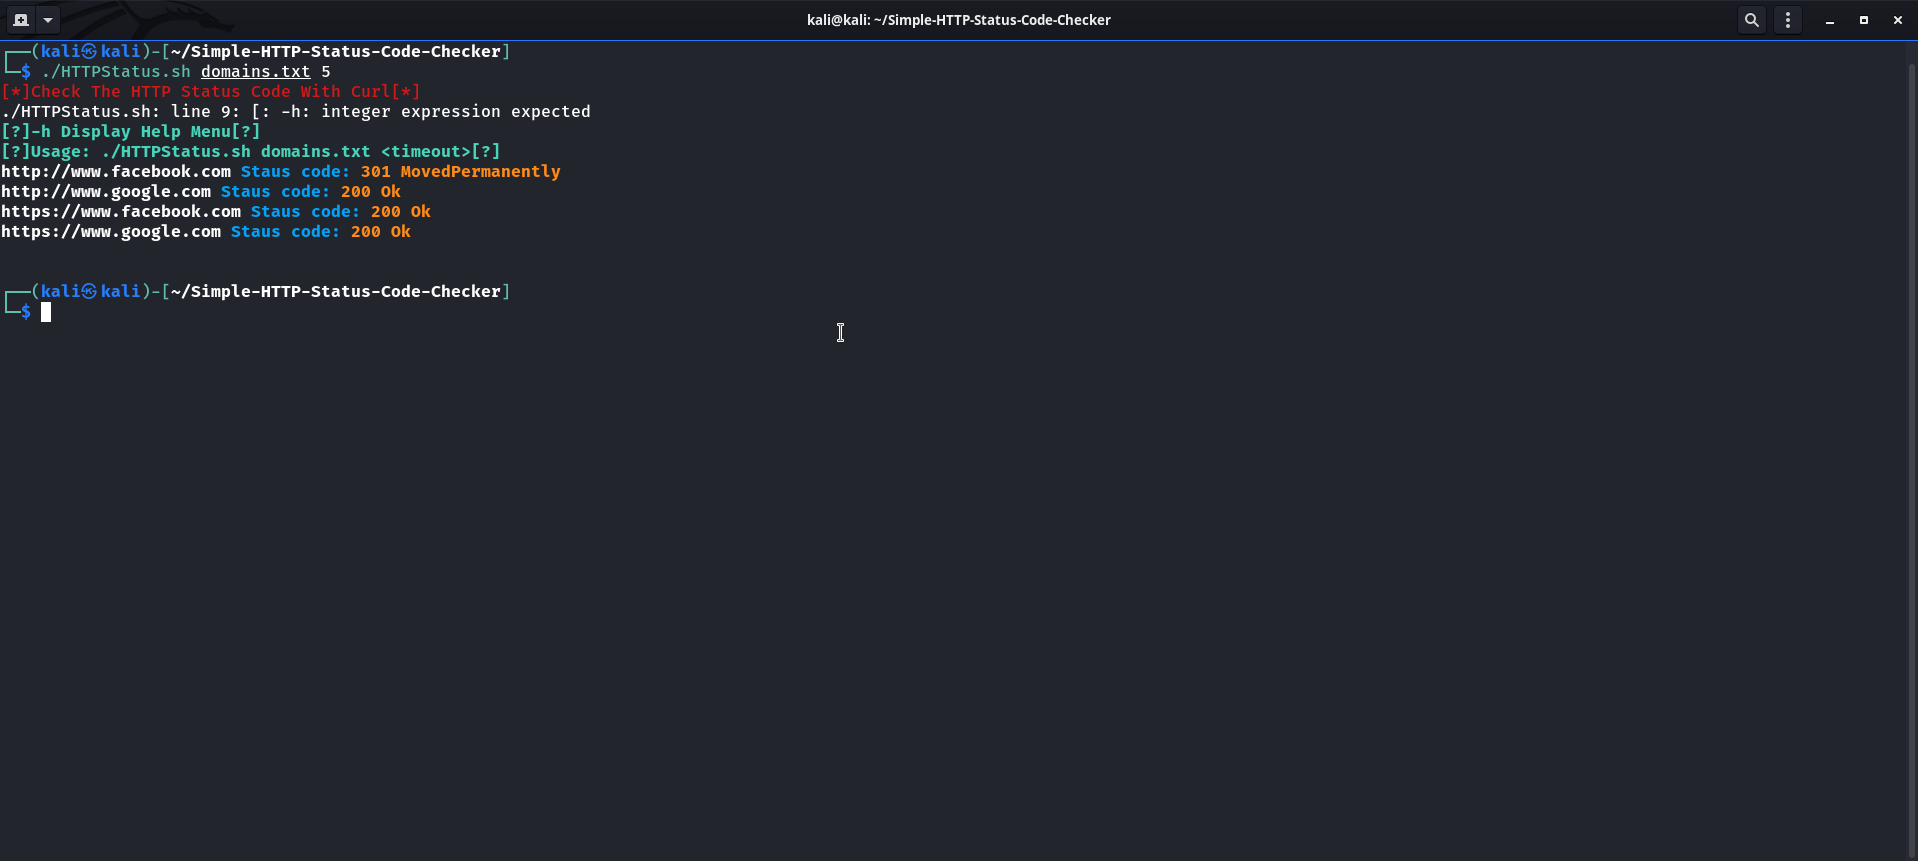 kali@kali: ~/Simple-HTTP-Status-Code-Checker
┌──(kali㉿kali)-[~/Simple-HTTP-Status-Code-Checker]
└─$ ./HTTPStatus.sh domains.txt 5
[*]Check The HTTP Status Code With Curl[*]
./HTTPStatus.sh: line 9: [: -h: integer expression expected
[?]-h Display Help Menu[?]
[?]Usage: ./HTTPStatus.sh domains.txt <timeout>[?]
http://www.facebook.com Staus code: 301 MovedPermanently
http://www.google.com Staus code: 200 Ok
https://www.facebook.com Staus code: 200 Ok
https://www.google.com Staus code: 200 Ok
┌──(kali㉿kali)-[~/Simple-HTTP-Status-Code-Checker]
└─$